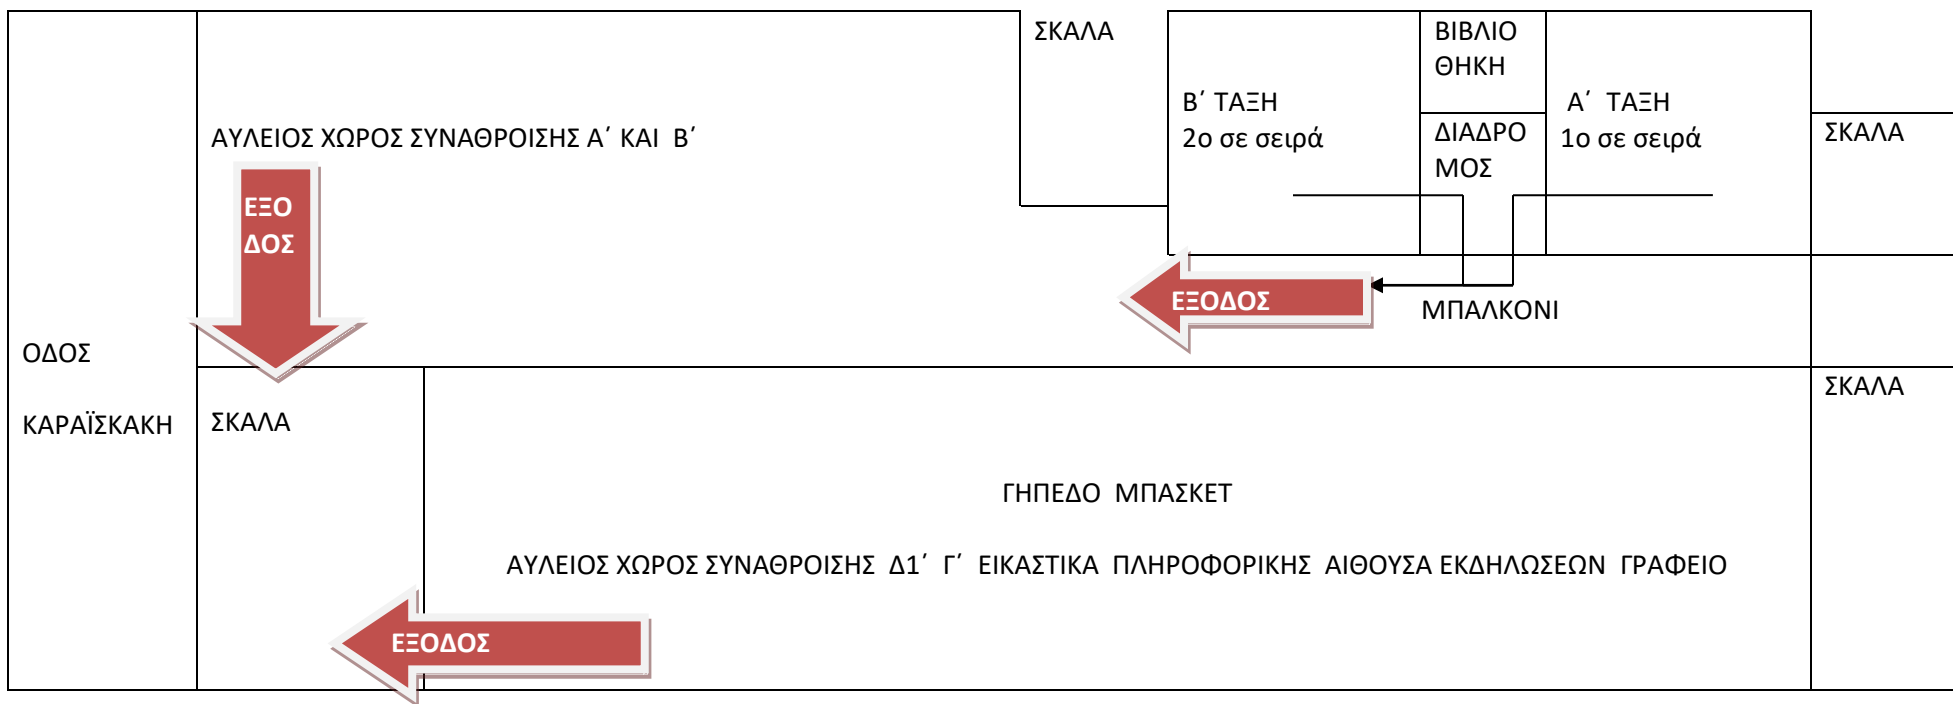 ΣΚΑΛΑ
ΒΙΒΛΙΟ
ΘΗΚΗ
Β΄ ΤΑΞΗ
2ο σε σειρά
Α΄ ΤΑΞΗ
1ο σε σειρά
ΑΥΛΕΙΟΣ ΧΩΡΟΣ ΣΥΝΑΘΡΟΙΣΗΣ Α΄ ΚΑΙ Β΄
ΔΙΑΔΡΟ
ΜΟΣ
ΣΚΑΛΑ
ΕΞΟ
ΔΟΣ
ΕΞΟΔΟΣ
ΜΠΑΛΚΟΝΙ
ΟΔΟΣ
ΚΑΡΑΪΣΚΑΚΗ
ΣΚΑΛΑ
ΣΚΑΛΑ
ΓΗΠΕΔΟ ΜΠΑΣΚΕΤ
ΑΥΛΕΙΟΣ ΧΩΡΟΣ ΣΥΝΑΘΡΟΙΣΗΣ Δ1΄ Γ΄ ΕΙΚΑΣΤΙΚΑ ΠΛΗΡΟΦΟΡΙΚΗΣ ΑΙΘΟΥΣΑ ΕΚΔΗΛΩΣΕΩΝ ΓΡΑΦΕΙΟ
ΕΞΟΔΟΣ